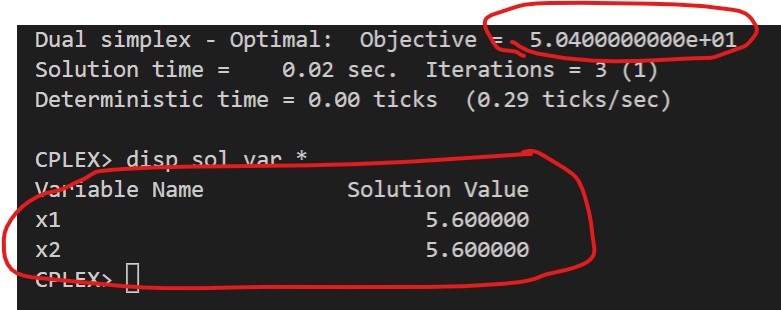 Dual simplex - Optimal:  Objective =  5.0400000000e+01
Solution time =    0.02 sec.  Iterations = 3 (1)
Deterministic time = 0.00 ticks  (0.29 ticks/sec)
CPLEX> disp sol var *
Variable Name           Solution Value
x1                            5.600000
x2                            5.600000
CPLEX>